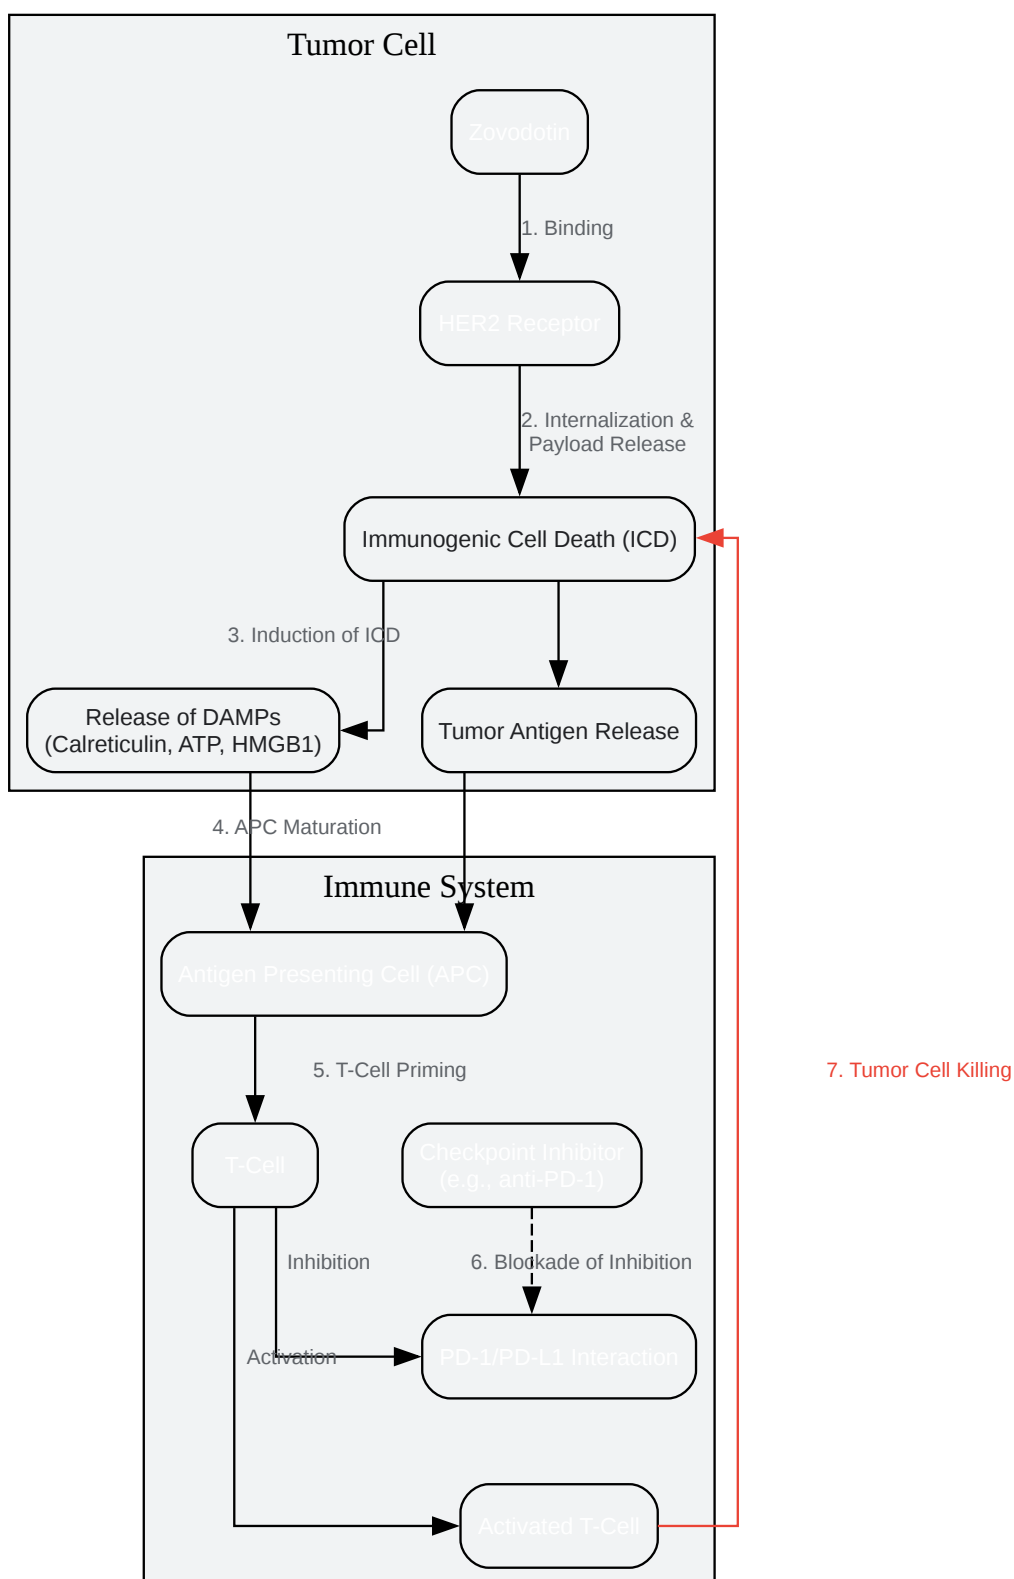 Tumor Cell
Zovodotin
1. Binding
HER2 Receptor
2. Internalization &
Payload Release
Immunogenic Cell Death (ICD)
3. Induction of ICD
Release of DAMPs
(Calreticulin, ATP, HMGB1)
Tumor Antigen Release
4. APC Maturation
Immune System
Antigen Presenting Cell (APC)
5. T-Cell Priming
7. Tumor Cell Killing
T-Cell
Checkpoint Inhibitor
(e.g., anti-PD-1)
Inhibition
6. Blockade of Inhibition
Activation
PD-1/PD-L1 Interaction
Activated T-Cell